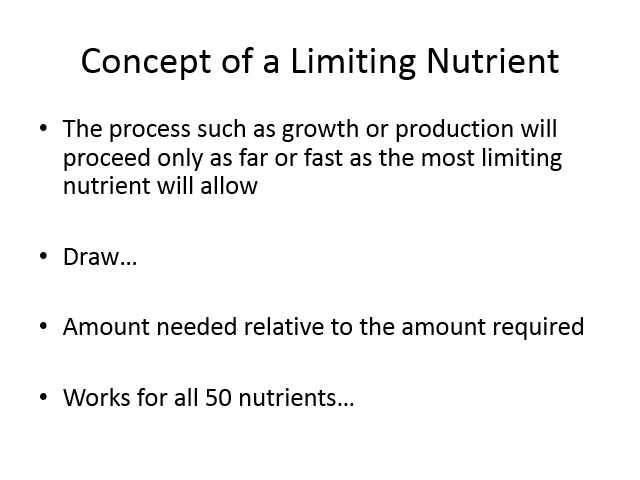 Concept of a Limiting Nutrient
• The process such as growth or production will
proceed only as far or fast as the most limiting
nutrient will allow
• Draw…
• Amount needed relative to the amount required
• Works for all 50 nutrients…